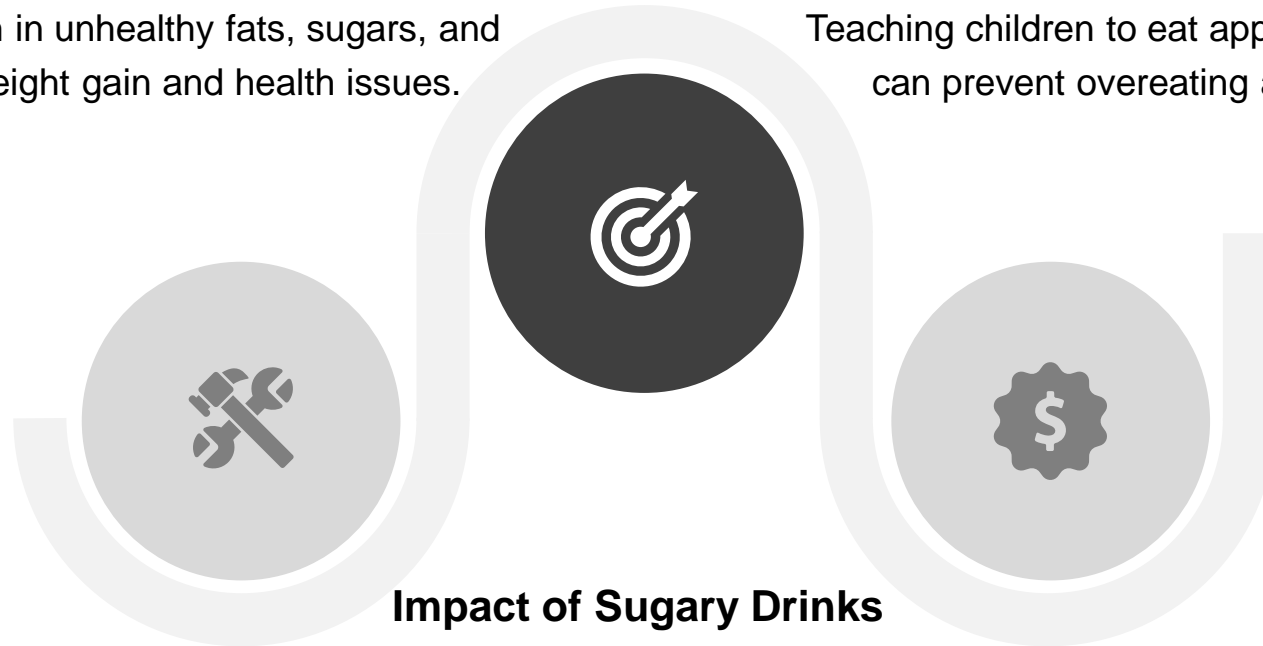 in unhealthy fats, sugars, and
eight gain and health issues.
Teaching children to eat app
can prevent overeating a
$
Impact of Sugary Drinks